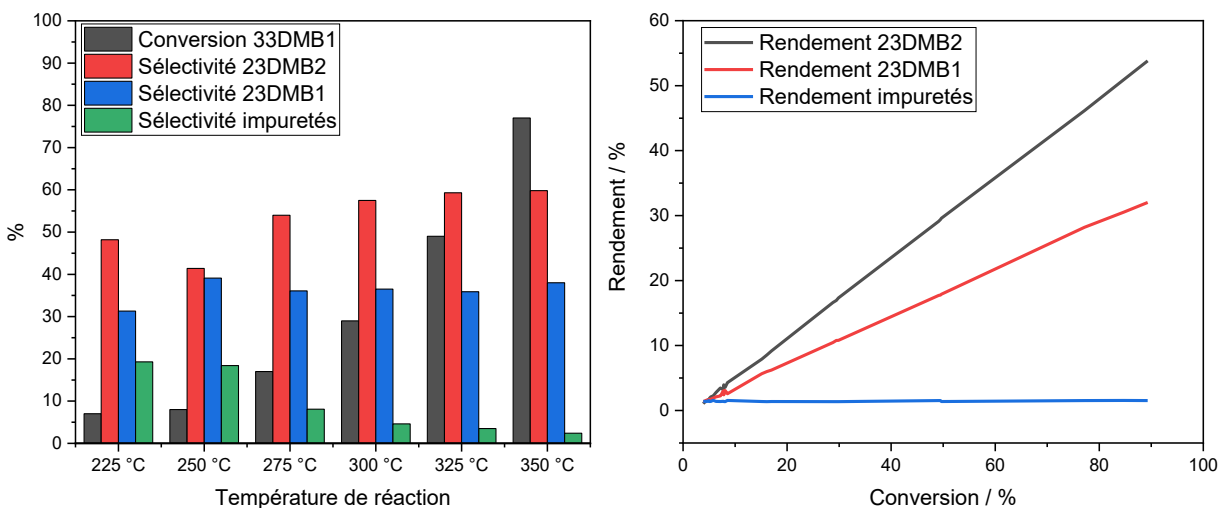 100
90
80
70
60
50
40
30
20
10
0
%
Conversion 33DMB1
Sélectivité 23DMB2
Sélectivité 23DMB1
Sélectivité impuretés
225 °C 250 °C 275 °C 300 °C 325 °C 350 °C
Température de réaction
60
50
40
30
20
10
0
Rendement / %
Rendement 23DMB2
Rendement 23DMB1
Rendement impuretés
0 20 40 60 80 100
Conversion / %